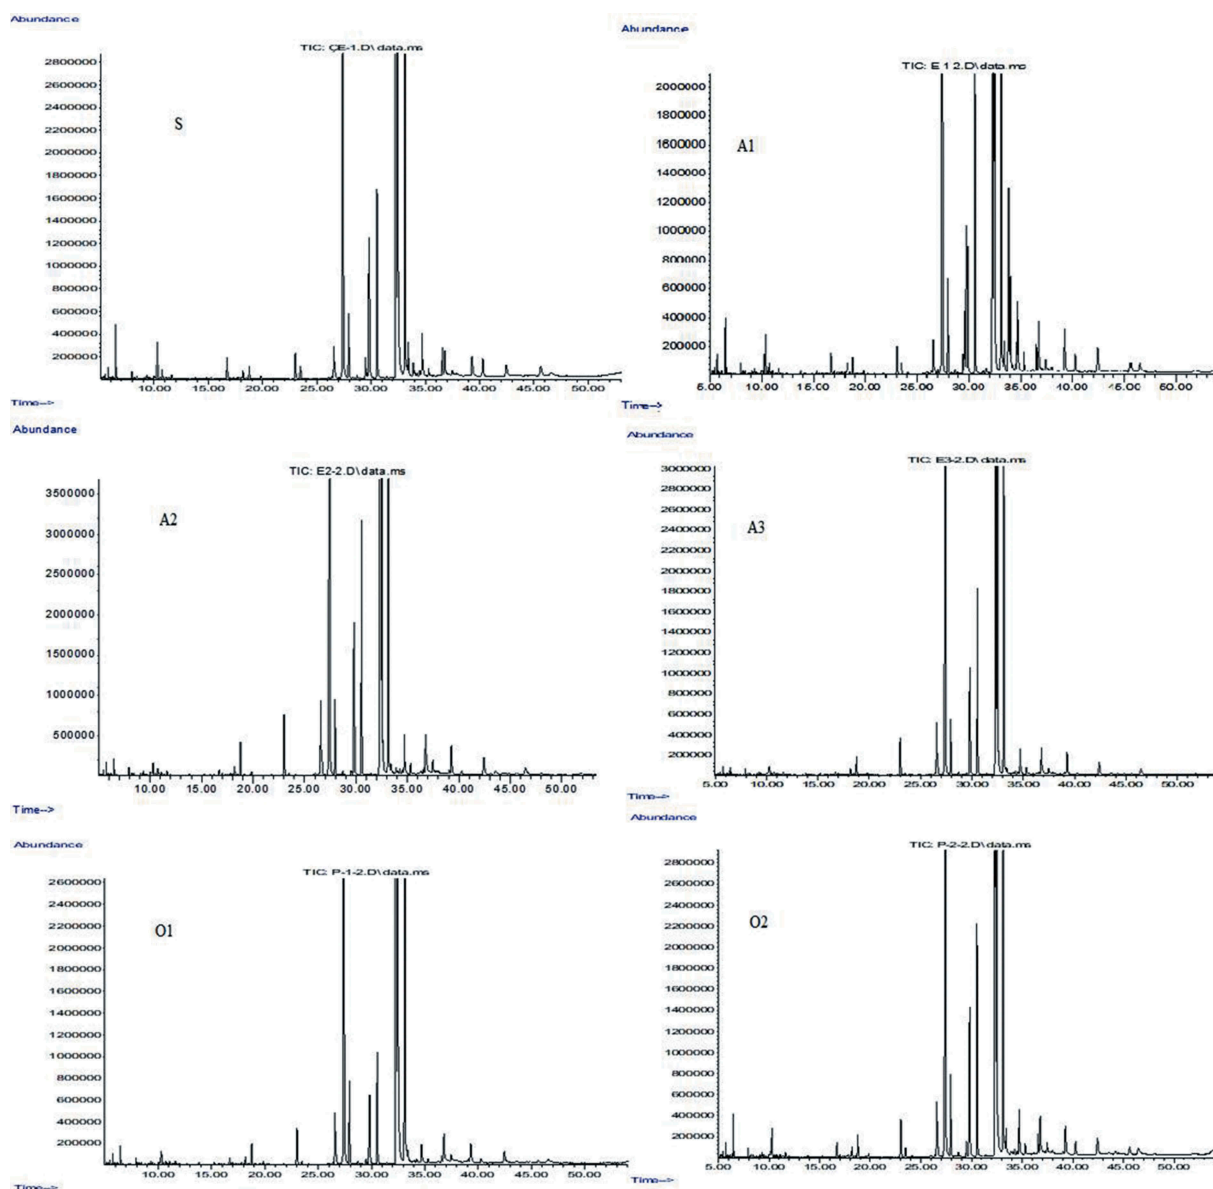 Abundance
TIC: ÇE-1.D\data.ms
2800000
2600000
2400000
2200000
2000000
1800000
1600000
1400000
1200000
1000000
800000
600000
400000
200000
S
10.00 15.00 20.00 25.00 30.00 35.00 40.00 45.00 50.00
Time-->
Abundance
TIC: E 1 2.D\data.ms
2000000
1800000
1600000
1400000
1200000
1000000
800000
600000
400000
200000
A1
5.00 10.00 15.00 20.00 25.00 30.00 35.00 40.00 45.00 50.00
Time-->
Abundance
TIC: E2-2.D\data.ms
3500000
3000000
2500000
2000000
1500000
1000000
500000
A2
10.00 15.00 20.00 25.00 30.00 35.00 40.00 45.00 50.00
Time-->
Abundance
TIC: E3-2.D\data.ms
3000000
2800000
2600000
2400000
2200000
2000000
1800000
1600000
1400000
1200000
1000000
800000
600000
400000
200000
A3
5.00 10.00 15.00 20.00 25.00 30.00 35.00 40.00 45.00 50.00
Time-->
Abundance
TIC: P-1-2.D\data.ms
2600000
2400000
2200000
2000000
1800000
1600000
1400000
1200000
1000000
800000
600000
400000
200000
O1
10.00 15.00 20.00 25.00 30.00 35.00 40.00 45.00 50.00
Time-->
Abundance
TIC: P-2-2.D\data.ms
2800000
2600000
2400000
2200000
2000000
1800000
1600000
1400000
1200000
1000000
800000
600000
400000
200000
O2
5.00 10.00 15.00 20.00 25.00 30.00 35.00 40.00 45.00 50.00
Time-->